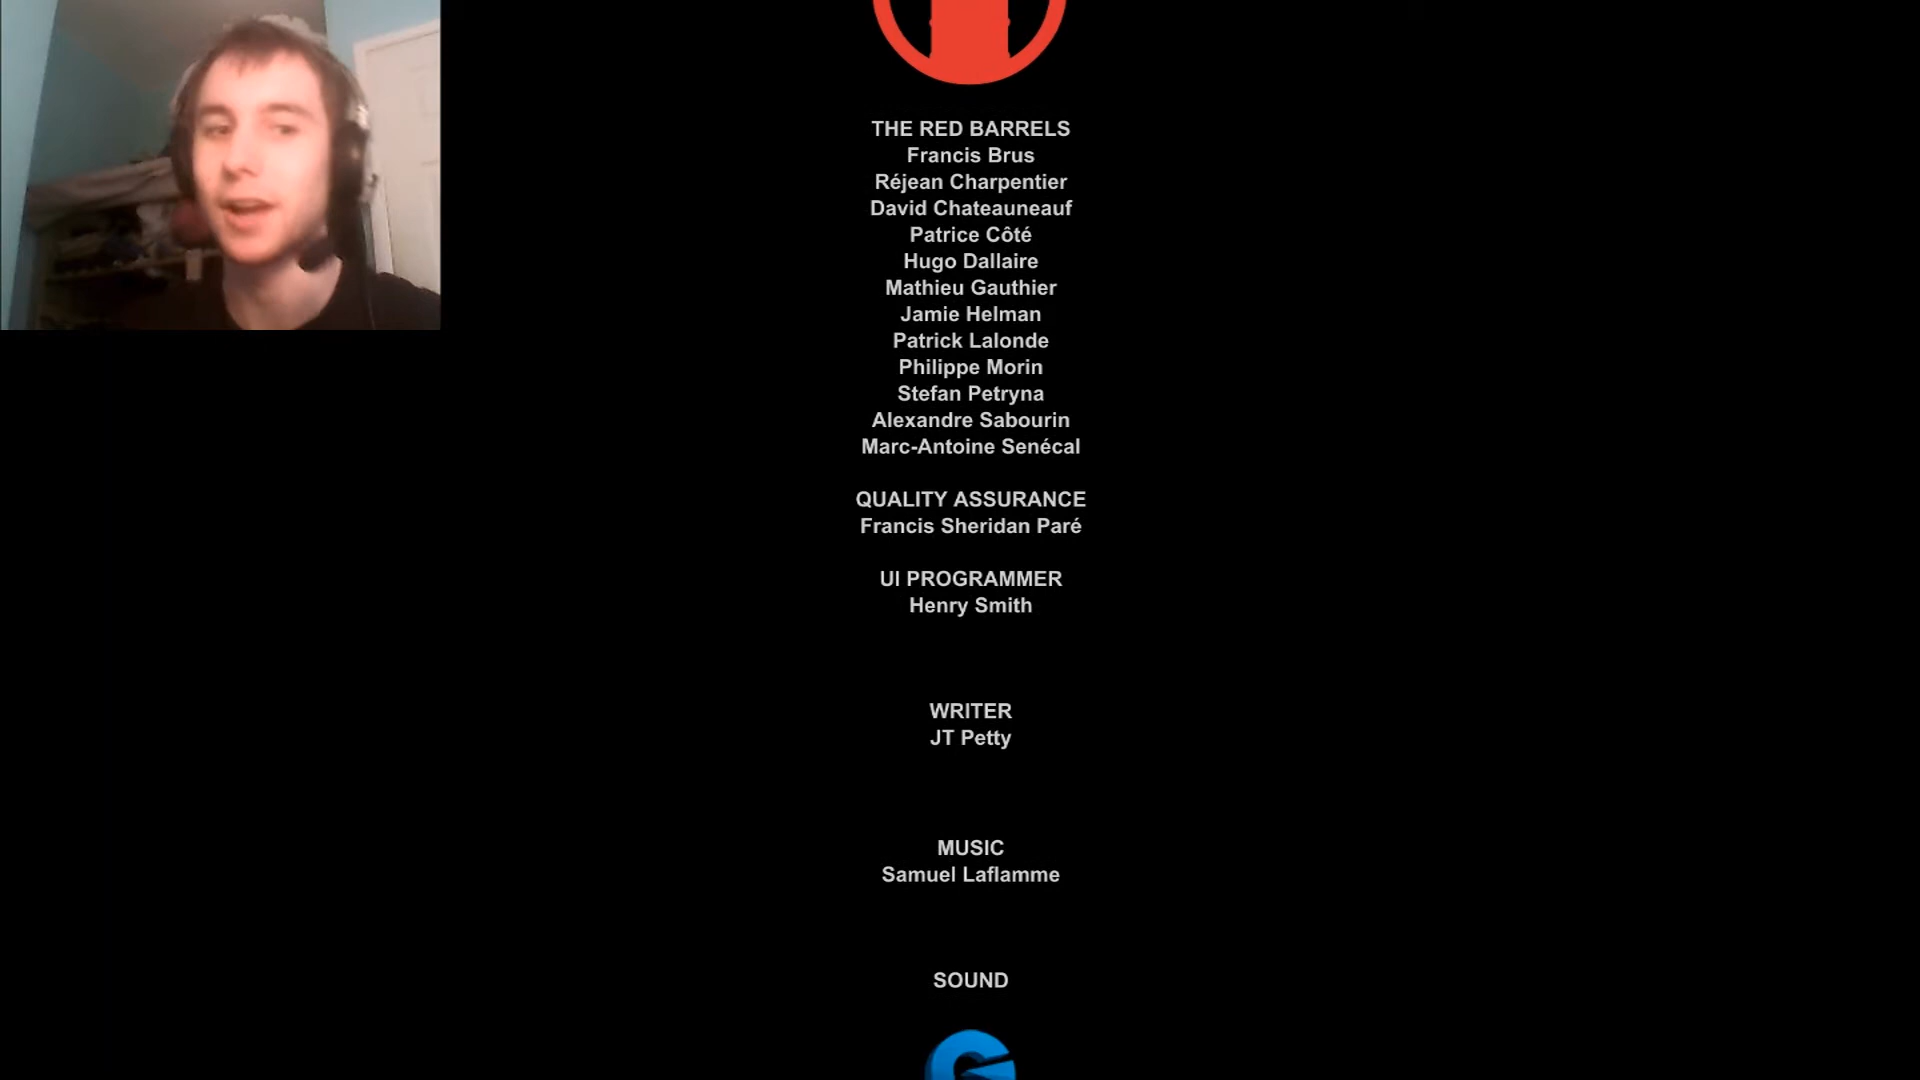 THE RED BARRELS
Francis Brus
Réjean Charpentier
David Chateauneuf
Patrice Côté
Hugo Dallaire
Mathieu Gauthier
Jamie Helman
Patrick Lalonde
Philippe Morin
Stefan Petryna
Alexandre Sabourin
Marc-Antoine Senécal
QUALITY ASSURANCE
Francis Sheridan Paré
UI PROGRAMMER
Henry Smith
WRITER
JT Petty
MUSIC
Samuel Laflamme
SOUND